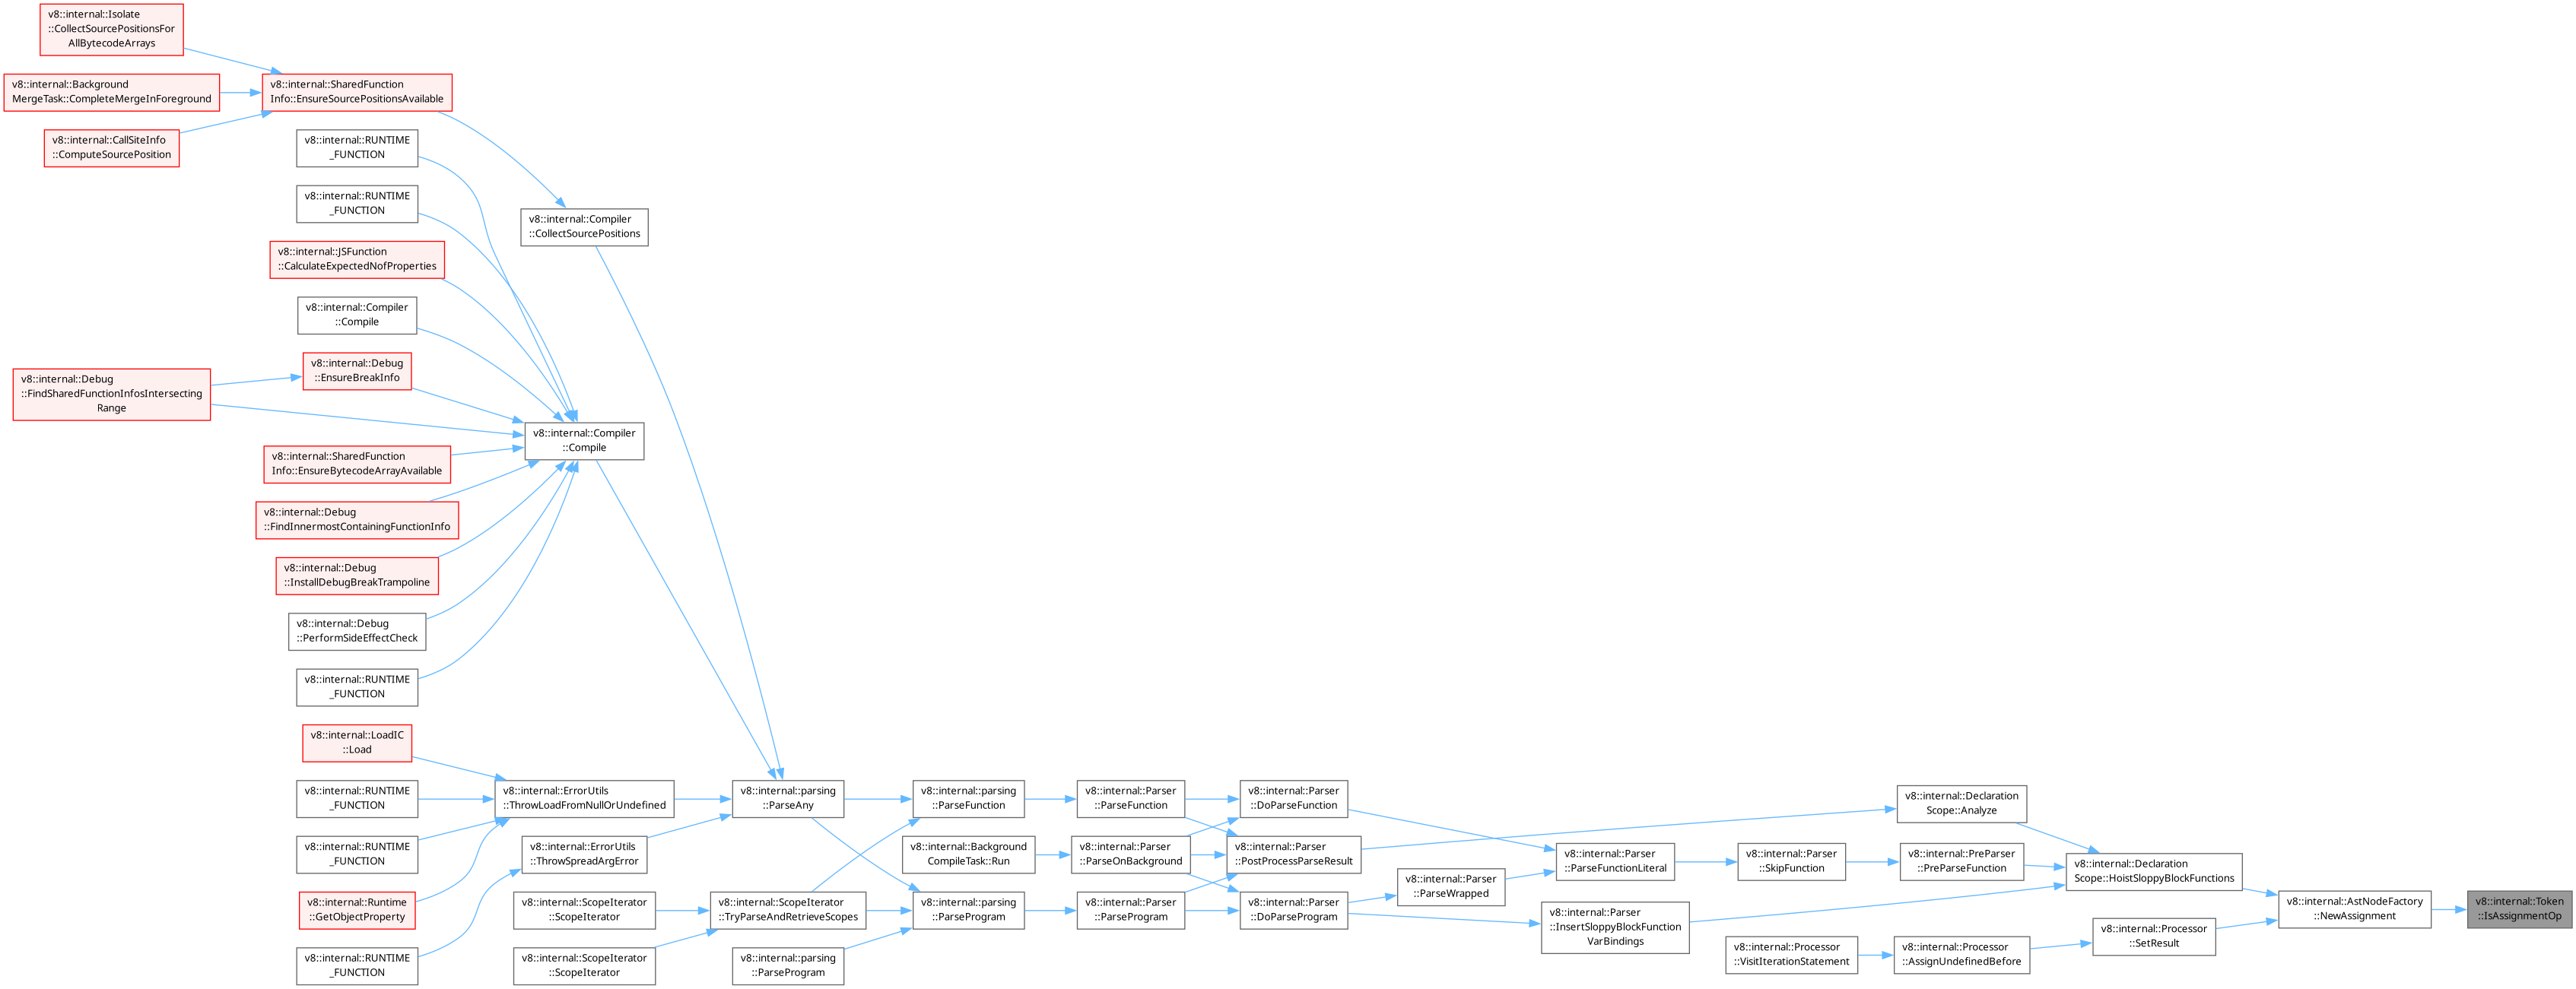 v8::internal::Isolate
::CollectSourcePositionsFor
AllBytecodeArrays
v8::internal::Background
MergeTask::CompleteMergeInForeground
v8::internal::CallSiteInfo
::ComputeSourcePosition
v8::internal::SharedFunction
Info::EnsureSourcePositionsAvailable
v8::internal::RUNTIME
_FUNCTION
v8::internal::RUNTIME
_FUNCTION
v8::internal::JSFunction
::CalculateExpectedNofProperties
v8::internal::Compiler
::Compile
v8::internal::Debug
::EnsureBreakInfo
v8::internal::Debug
::FindSharedFunctionInfosIntersecting
Range
v8::internal::SharedFunction
Info::EnsureBytecodeArrayAvailable
v8::internal::Debug
::FindInnermostContainingFunctionInfo
v8::internal::Debug
::InstallDebugBreakTrampoline
v8::internal::Debug
::PerformSideEffectCheck
v8::internal::RUNTIME
_FUNCTION
v8::internal::LoadIC
::Load
v8::internal::RUNTIME
_FUNCTION
v8::internal::RUNTIME
_FUNCTION
v8::internal::Runtime
::GetObjectProperty
v8::internal::RUNTIME
_FUNCTION
v8::internal::Compiler
::CollectSourcePositions
v8::internal::Compiler
::Compile
v8::internal::ErrorUtils
::ThrowLoadFromNullOrUndefined
v8::internal::ErrorUtils
::ThrowSpreadArgError
v8::internal::ScopeIterator
::ScopeIterator
v8::internal::ScopeIterator
::ScopeIterator
v8::internal::parsing
::ParseAny
v8::internal::ScopeIterator
::TryParseAndRetrieveScopes
v8::internal::parsing
::ParseProgram
v8::internal::parsing
::ParseFunction
v8::internal::Background
CompileTask::Run
v8::internal::parsing
::ParseProgram
v8::internal::Parser
::ParseFunction
v8::internal::Parser
::ParseOnBackground
v8::internal::Parser
::ParseProgram
v8::internal::Parser
::DoParseFunction
v8::internal::Parser
::PostProcessParseResult
v8::internal::Parser
::DoParseProgram
v8::internal::Parser
::ParseWrapped
v8::internal::Parser
::ParseFunctionLiteral
v8::internal::Parser
::InsertSloppyBlockFunction
VarBindings
v8::internal::Parser
::SkipFunction
v8::internal::Processor
::VisitIterationStatement
v8::internal::Declaration
Scope::Analyze
v8::internal::PreParser
::PreParseFunction
v8::internal::Processor
::AssignUndefinedBefore
v8::internal::Declaration
Scope::HoistSloppyBlockFunctions
v8::internal::Processor
::SetResult
v8::internal::AstNodeFactory
::NewAssignment
v8::internal::Token
::IsAssignmentOp